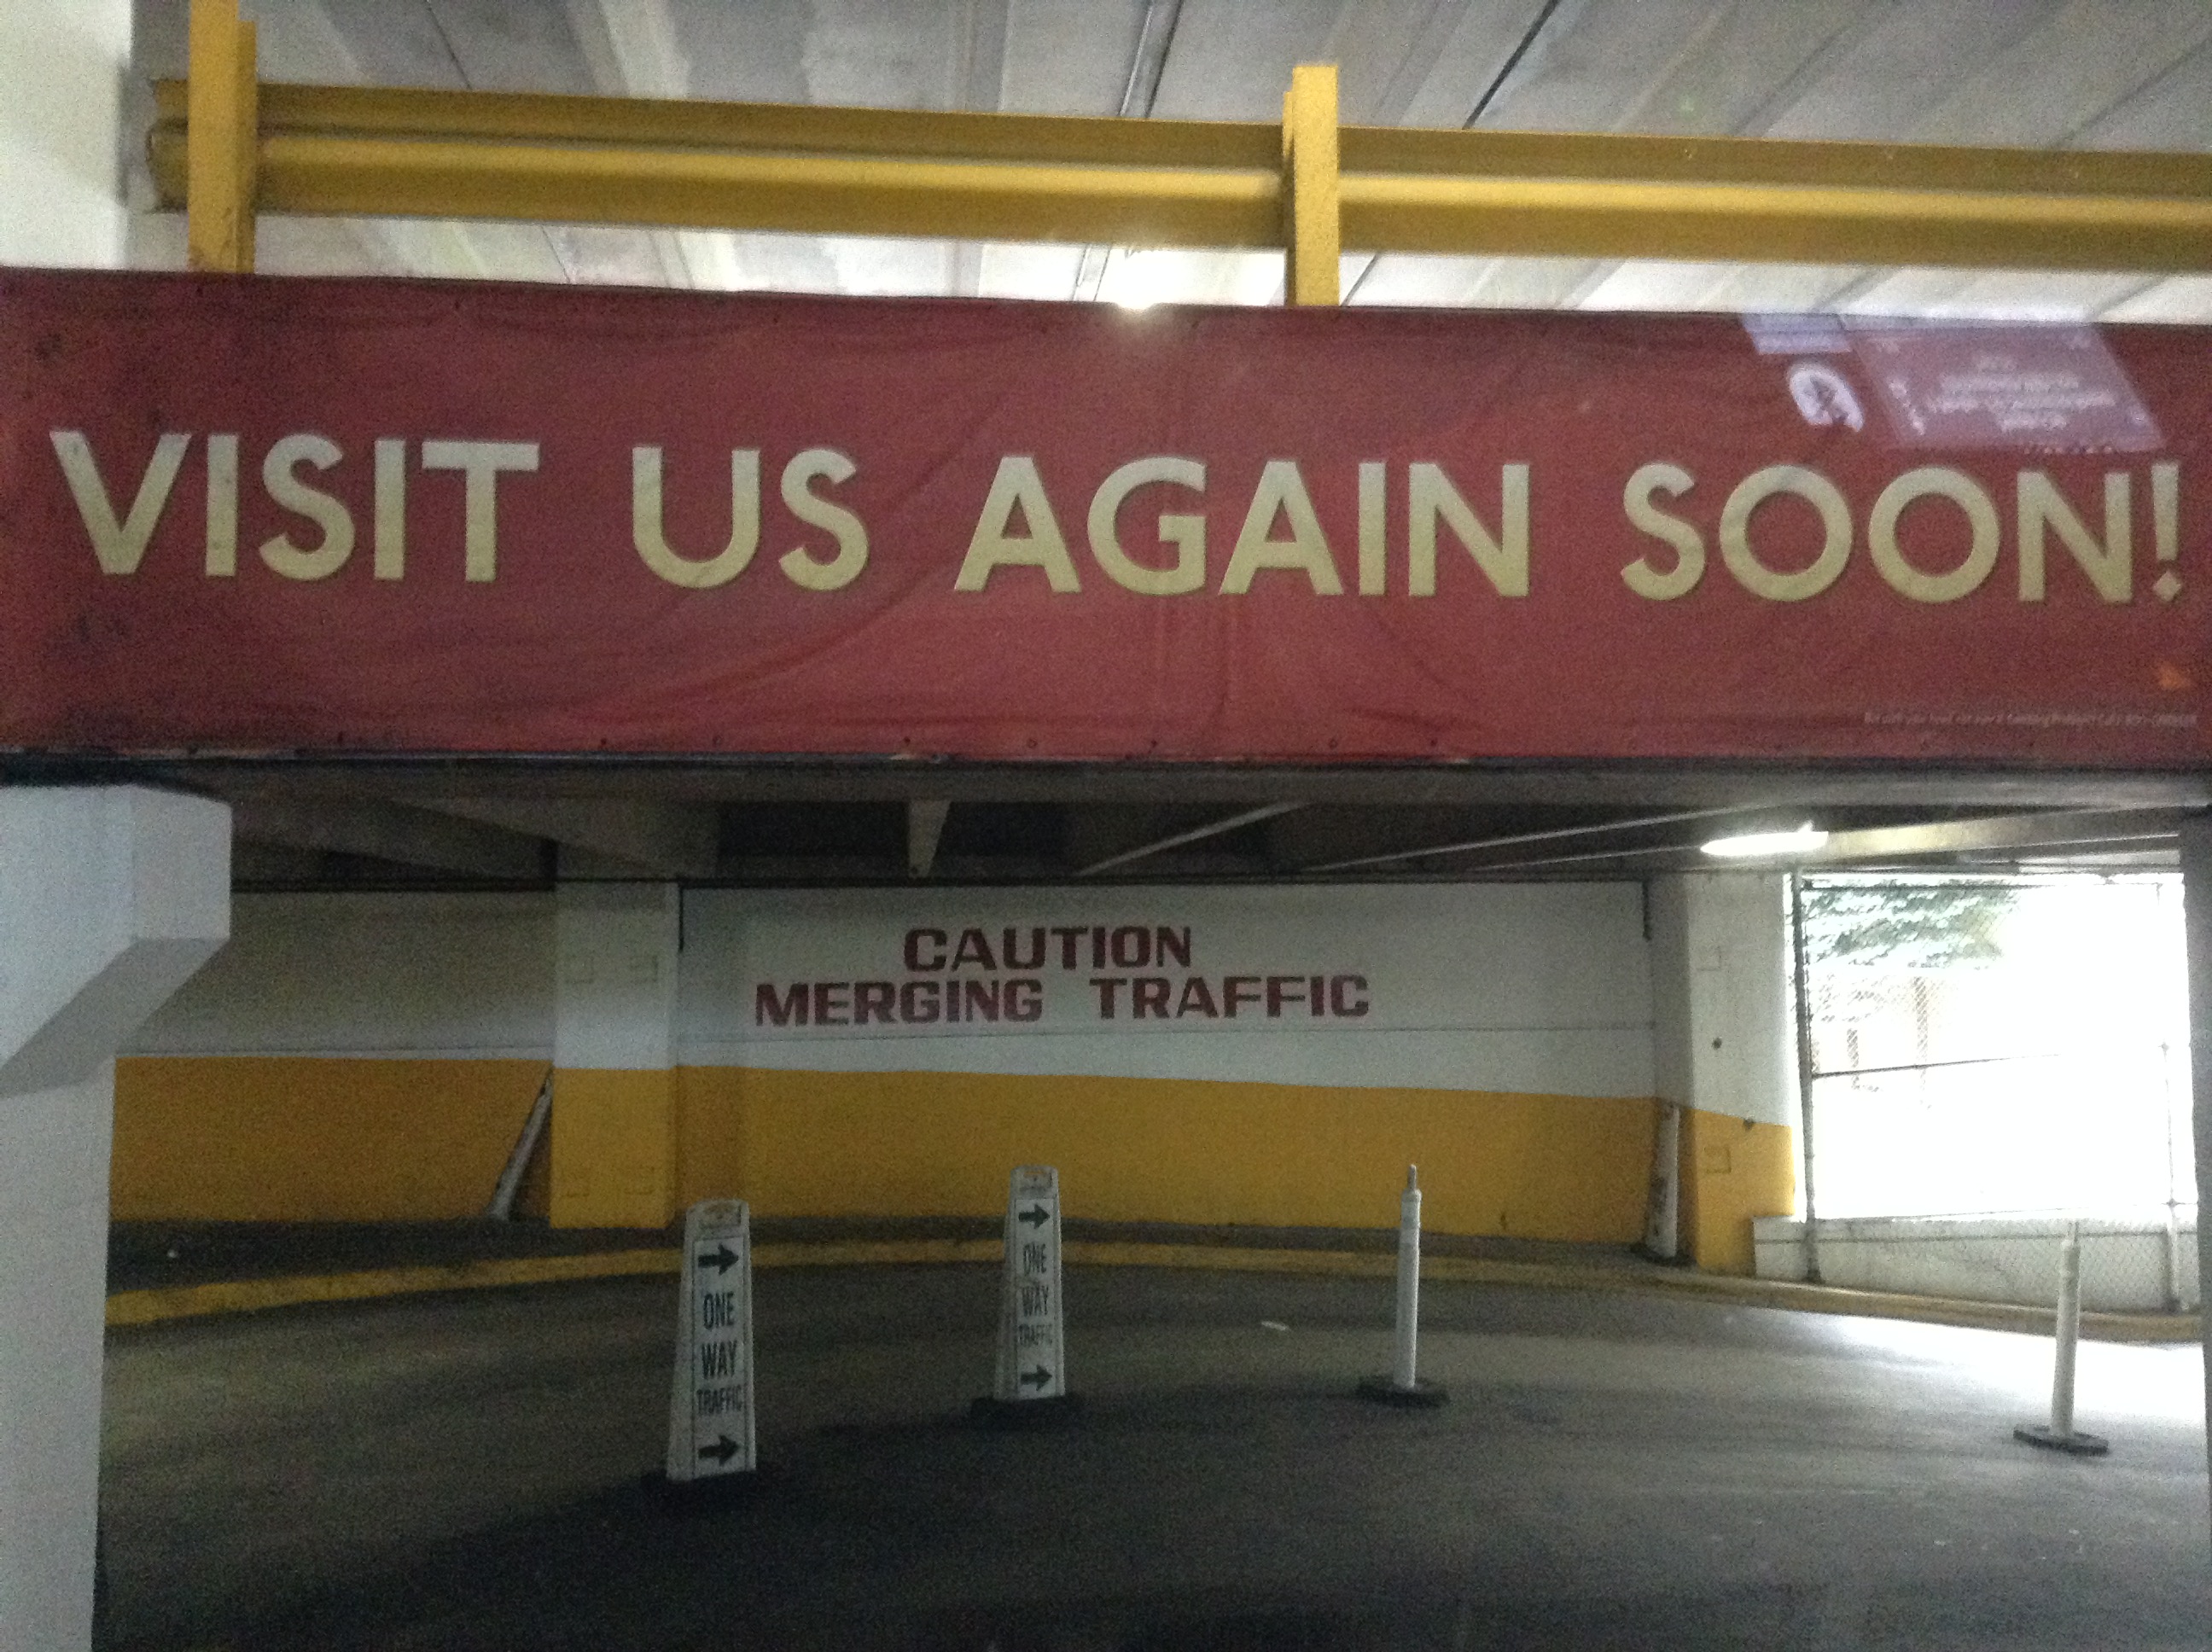 VISIT US AGAIN SOON!
CAUTION
MERGING TRAFFIC
ONE
WAY
TRAFFIC
ONE
WAY
TRAFFIC